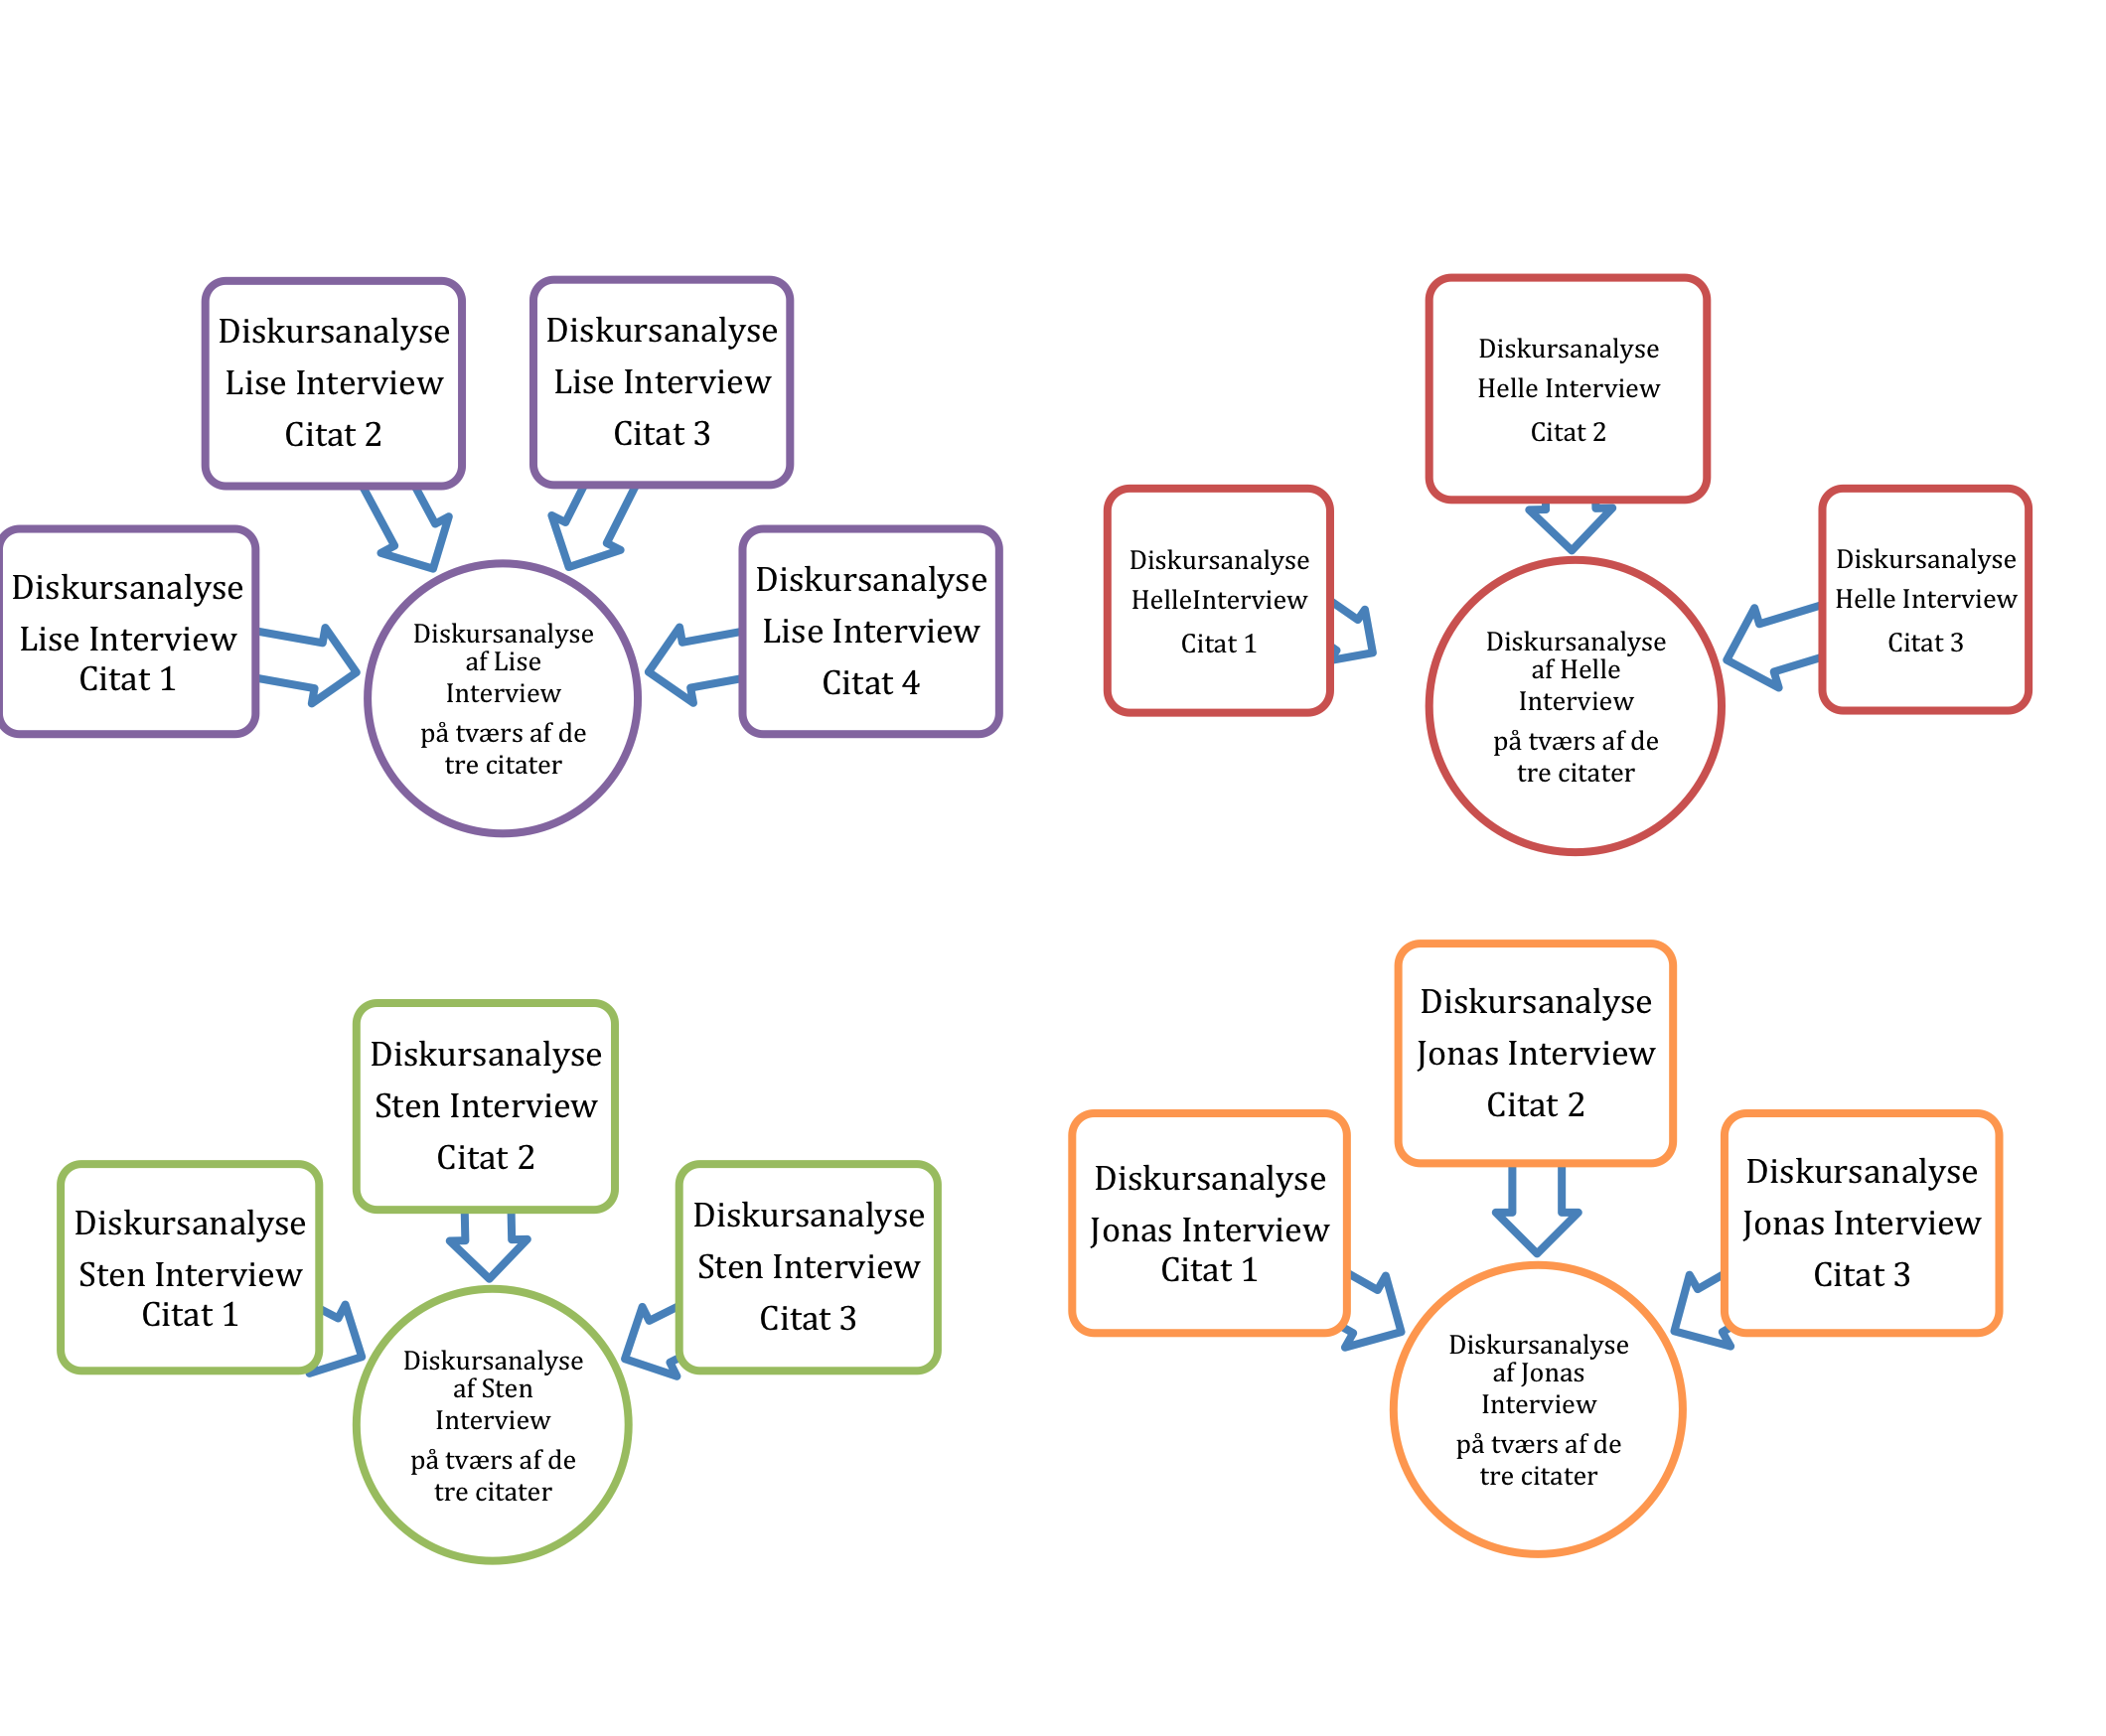 Diskursanalyse
Lise Interview
Citat 2
Diskursanalyse
Lise Interview
Citat 3
Diskursanalyse
Lise Interview
Citat 1
Diskursanalyse
Lise Interview
Citat 4
Diskursanalyse
af Lise
Interview
på tværs af de
tre citater
Diskursanalyse
Helle Interview
Citat 2
Diskursanalyse
HelleInterview
Citat 1
Diskursanalyse
Helle Interview
Citat 3
Diskursanalyse
af Helle
Interview
på tværs af de
tre citater
Diskursanalyse
Sten Interview
Citat 2
Diskursanalyse
Sten Interview
Citat 1
Diskursanalyse
Sten Interview
Citat 3
Diskursanalyse
af Sten
Interview
på tværs af de
tre citater
Diskursanalyse
Jonas Interview
Citat 2
Diskursanalyse
Jonas Interview
Citat 1
Diskursanalyse
Jonas Interview
Citat 3
Diskursanalyse
af Jonas
Interview
på tværs af de
tre citater